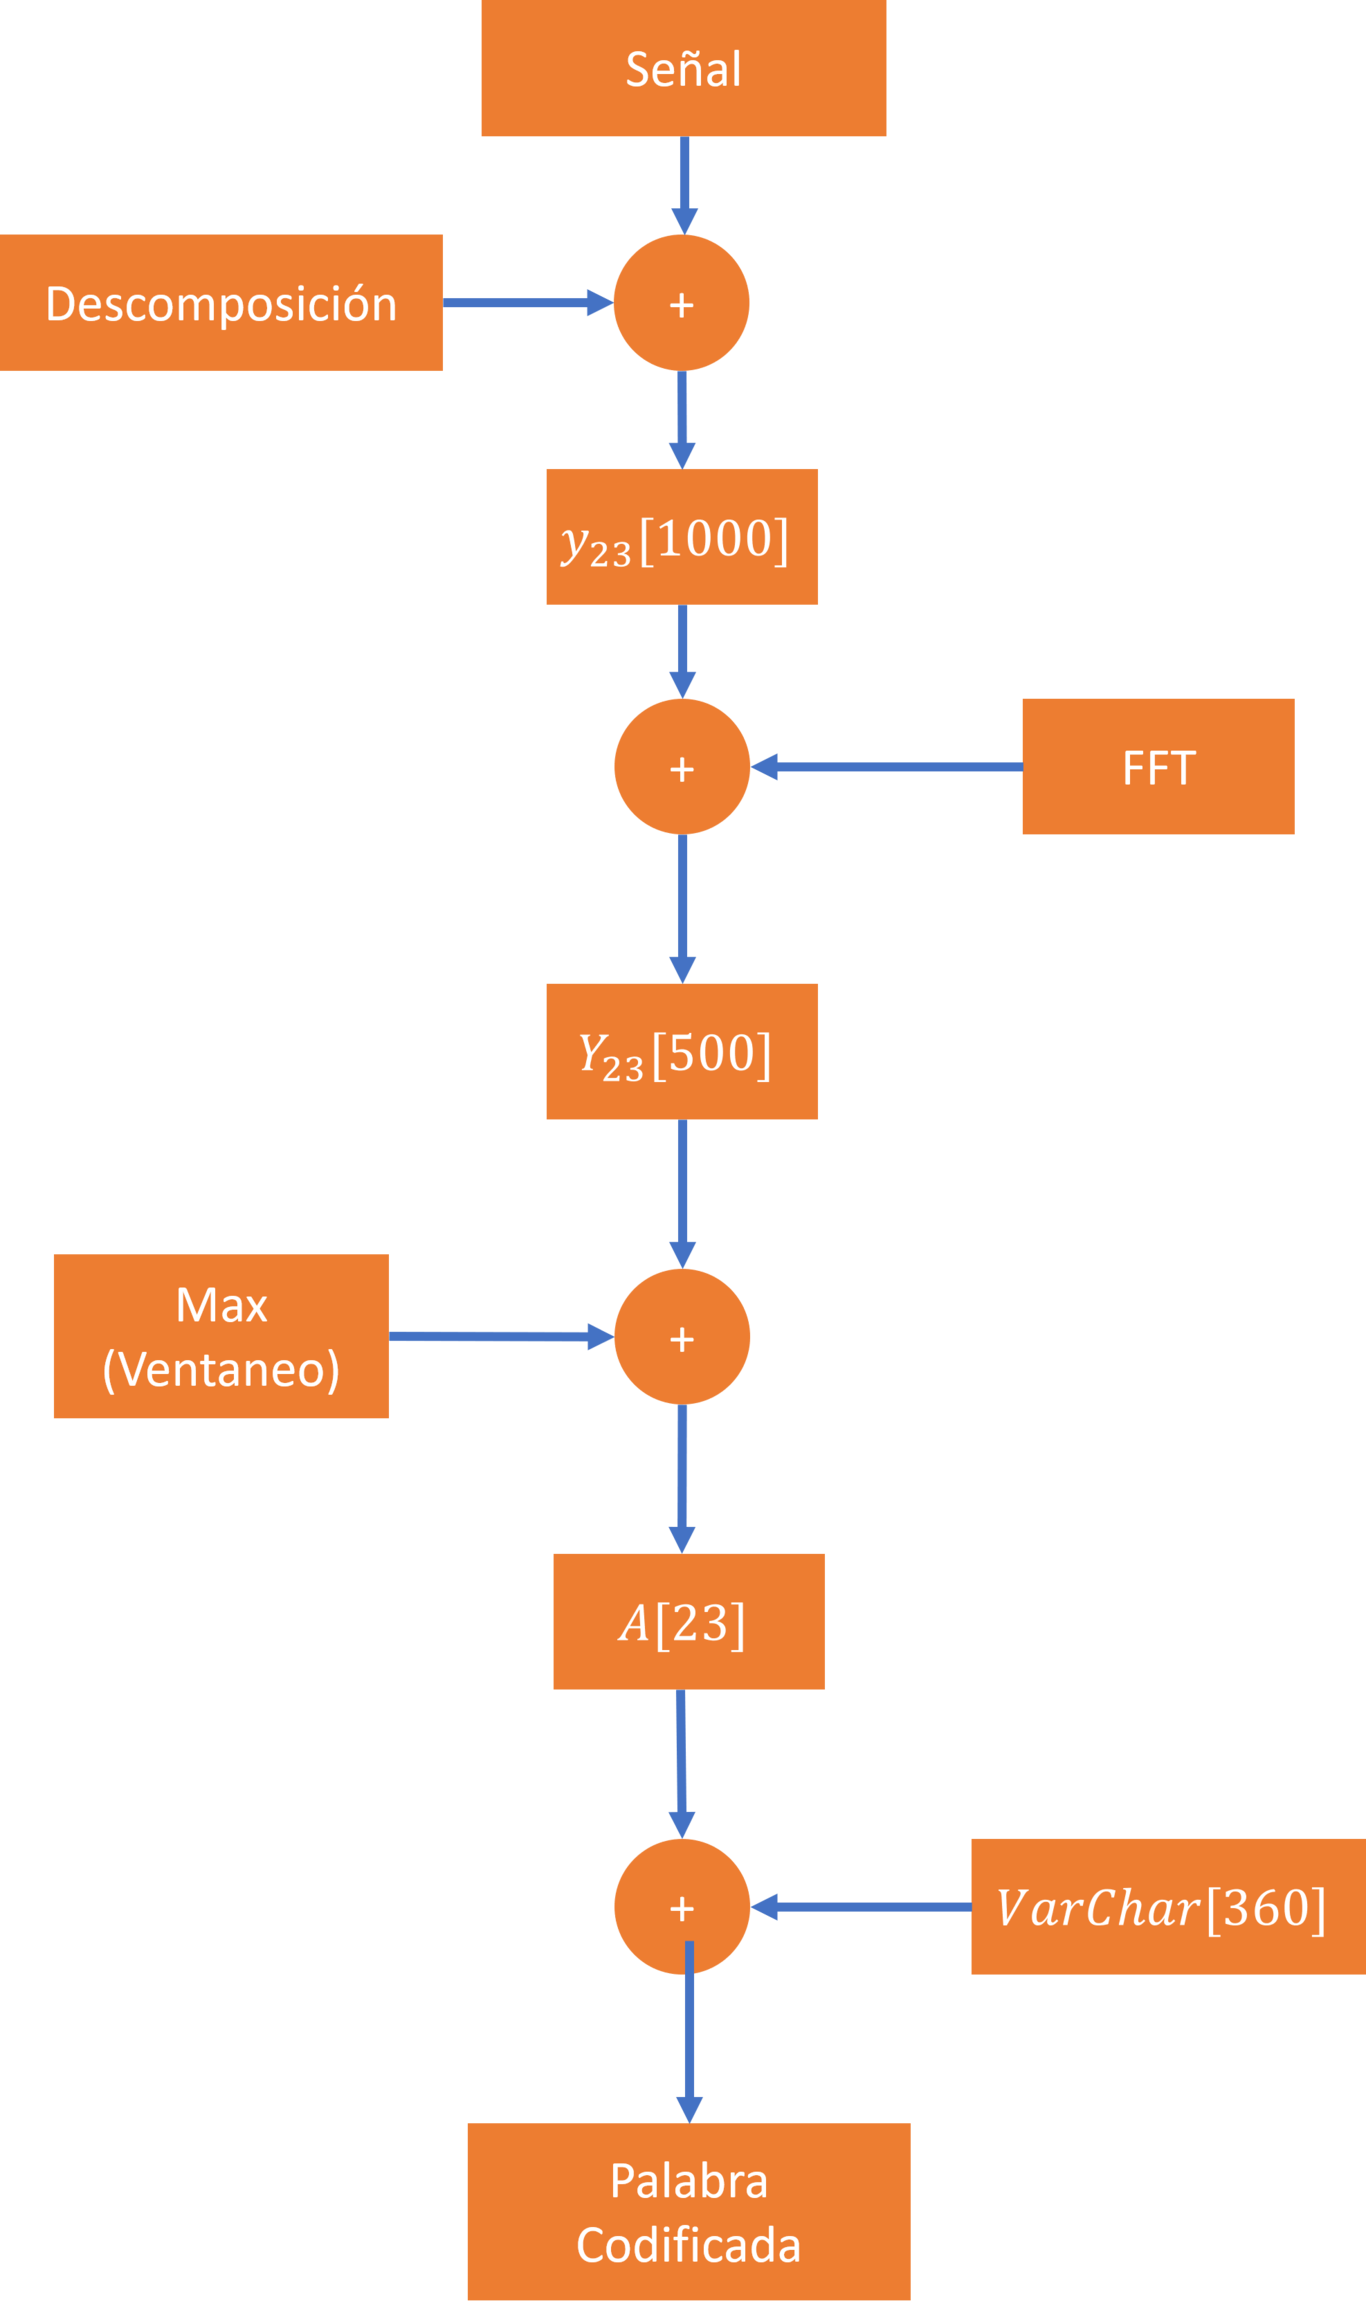 Señal
Descomposición
+
y₂₃[1000]
+
FFT
Y₂₃[500]
Max
(Ventaneo)
+
A[23]
+
VarChar[360]
Palabra
Codificada